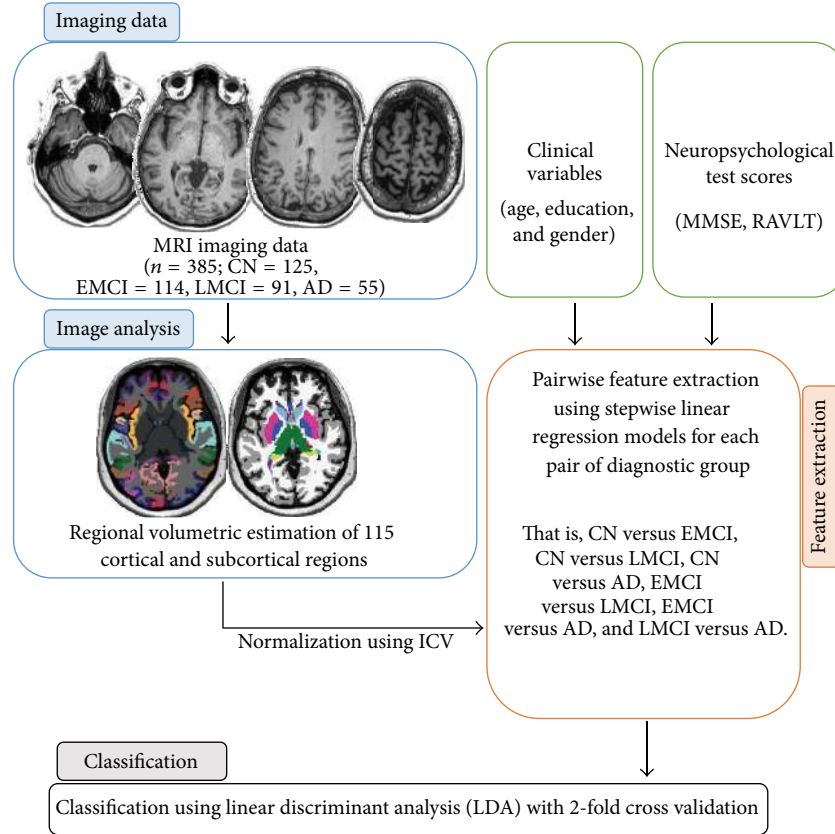 Imaging data
MRI imaging data
(n = 385; CN = 125,
EMCI = 114, LMCI = 91, AD = 55)
Clinical
variables
(age, education,
and gender)
Neuropsychological
test scores
(MMSE, RAVLT)
Image analysis
Regional volumetric estimation of 115
cortical and subcortical regions
Normalization using ICV
Pairwise feature extraction
using stepwise linear
regression models for each
pair of diagnostic group
That is, CN versus EMCI,
CN versus LMCI, CN
versus AD, EMCI
versus LMCI, EMCI
versus AD, and LMCI versus AD.
Feature extraction
Classification
Classification using linear discriminant analysis (LDA) with 2-fold cross validation